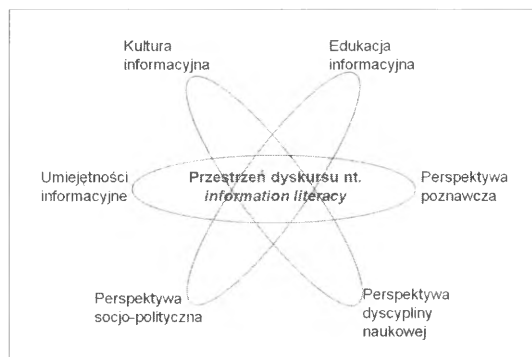 Kultura
informacyjna
Edukacja
informacyjna
Umiejętności
informacyjne
Przestrzeń dyskursu nt.
information literacy
Perspektywa
poznawcza
Perspektywa
socjo-polityczna
Perspektywa
dyscypliny
naukowej